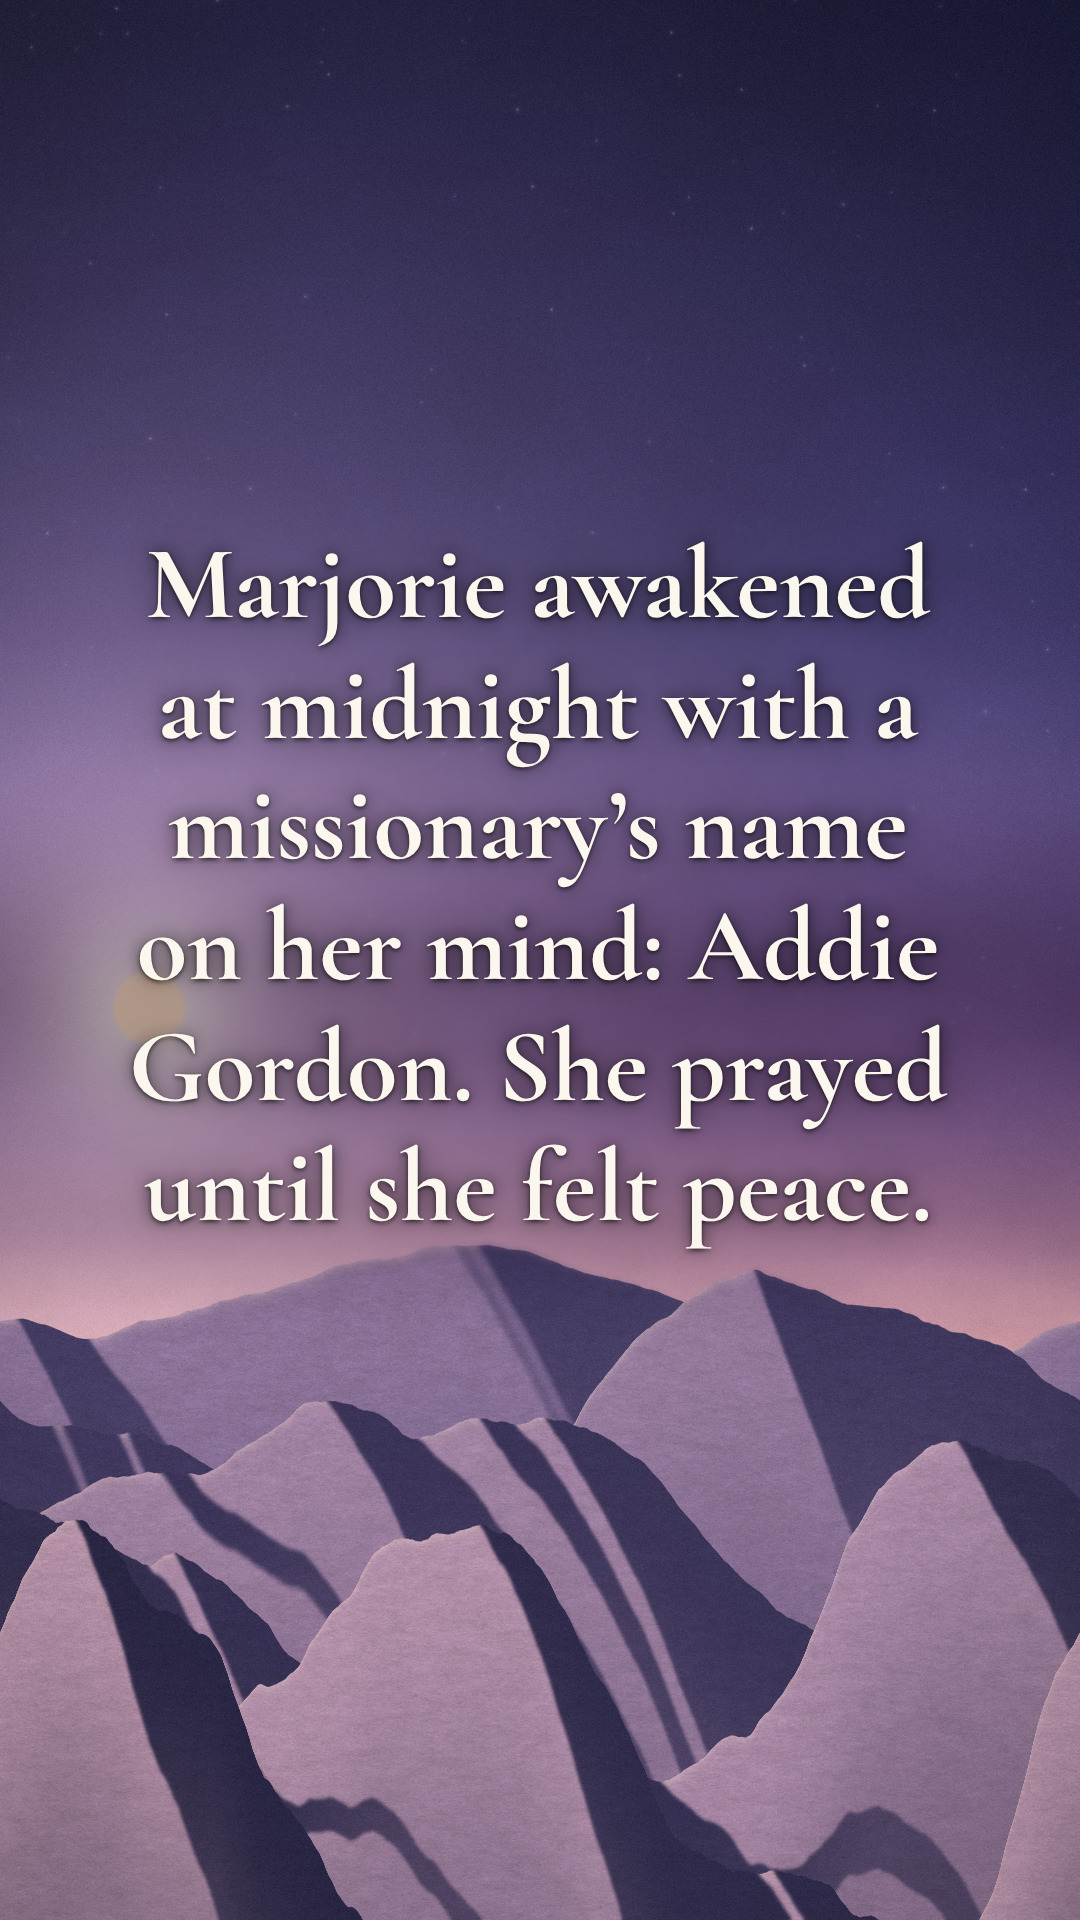 Marjorie awakened
at midnight with a
missionary’s name
on her mind: Addie
Gordon. She prayed
until she felt peace.